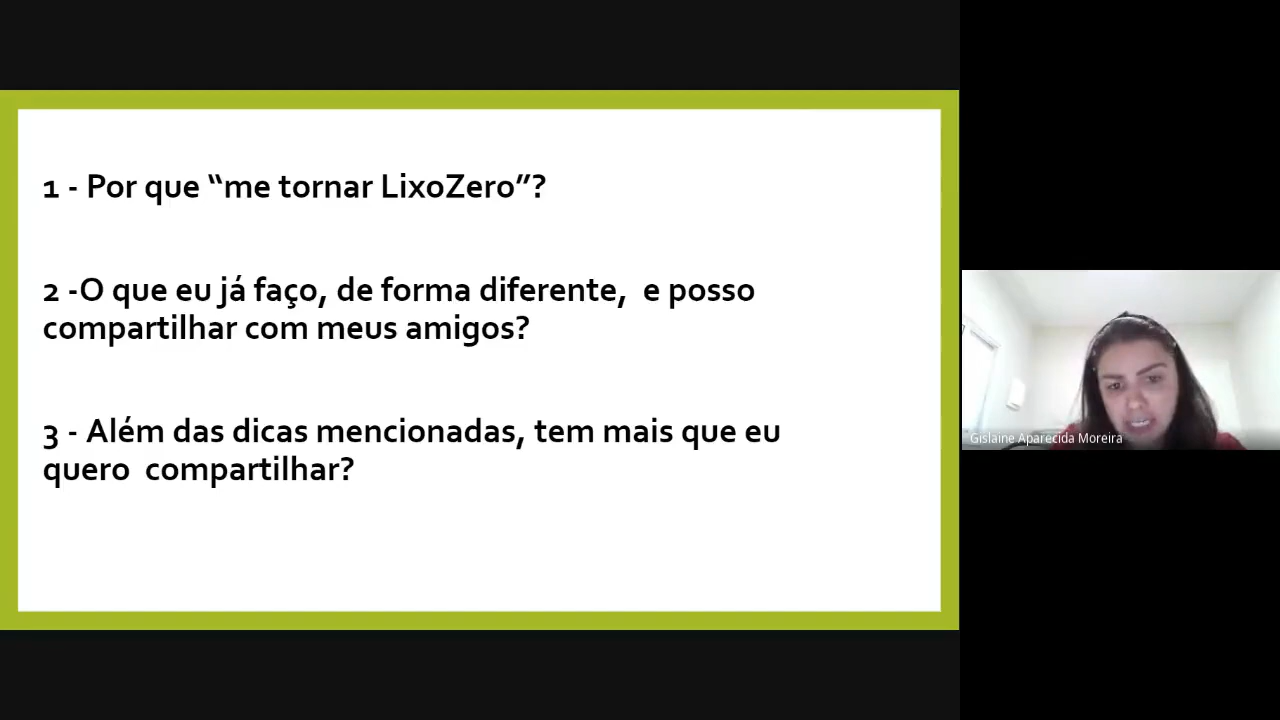 1 - Por que “me tornar LixoZero”?
2 -O que eu já faço, de forma diferente,  e posso
compartilhar com meus amigos?
3 - Além das dicas mencionadas, tem mais que eu
quero  compartilhar?
Gislaine Aparecida Moreira